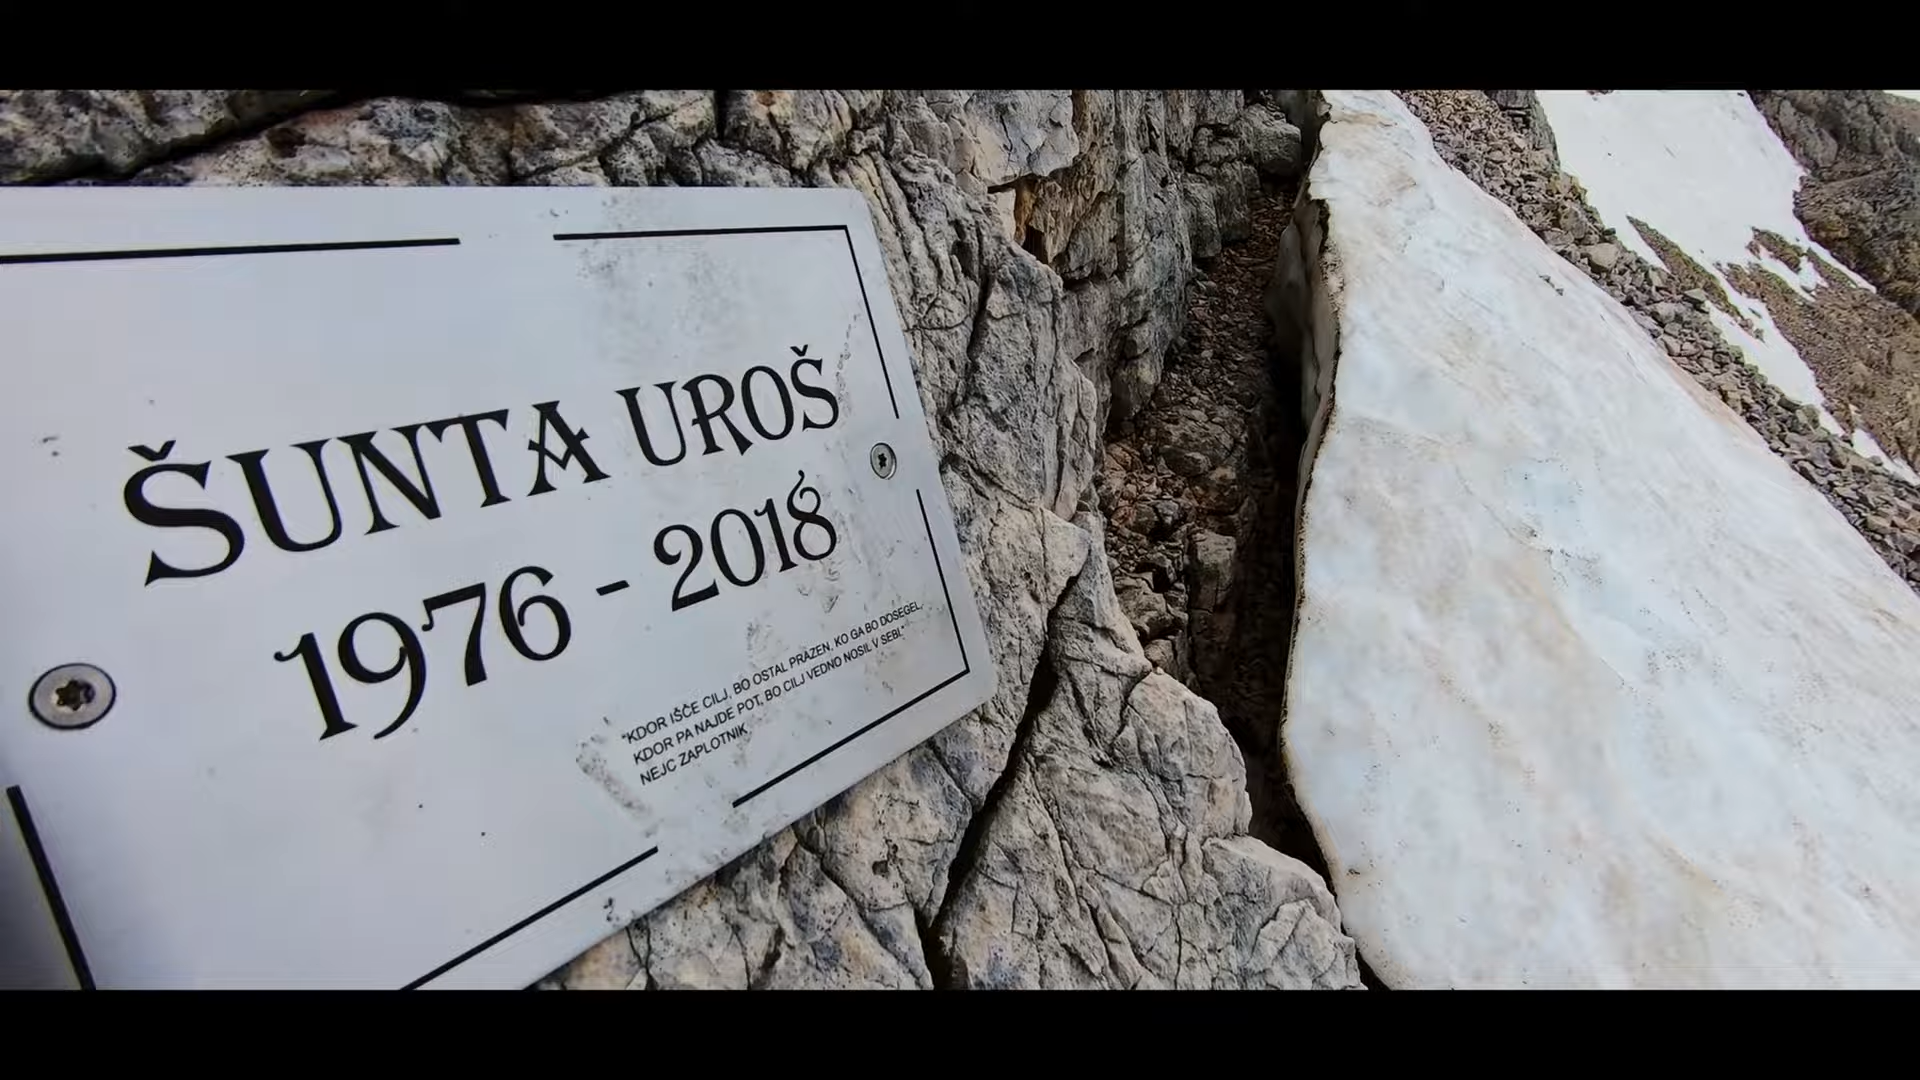 ŠUNTA UROŠ
1976 - 2018
"KDOR IŠČE CILJ, BO OSTAL PRAZEN, KO GA BO DOSEGEL,
KDOR PA NAJDE POT, BO CILJ VEDNO NOSIL V SEBI."
NEJC ZAPLOTNIK